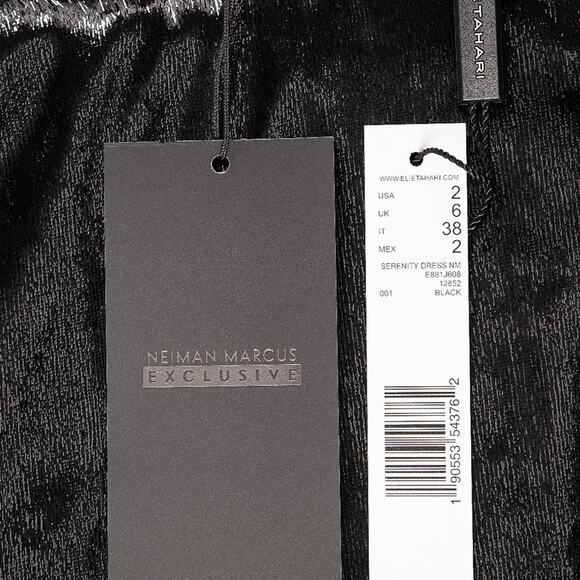 E TAHARI
NEIMAN MARCUS
EXCLUSIVE
WWW.ELIETAHARI.COM
USA 2
UK 6
IT 38
MEX 2
SERENITY DRESS NM
E881J608
12852
001 BLACK
1 90553 54376 2